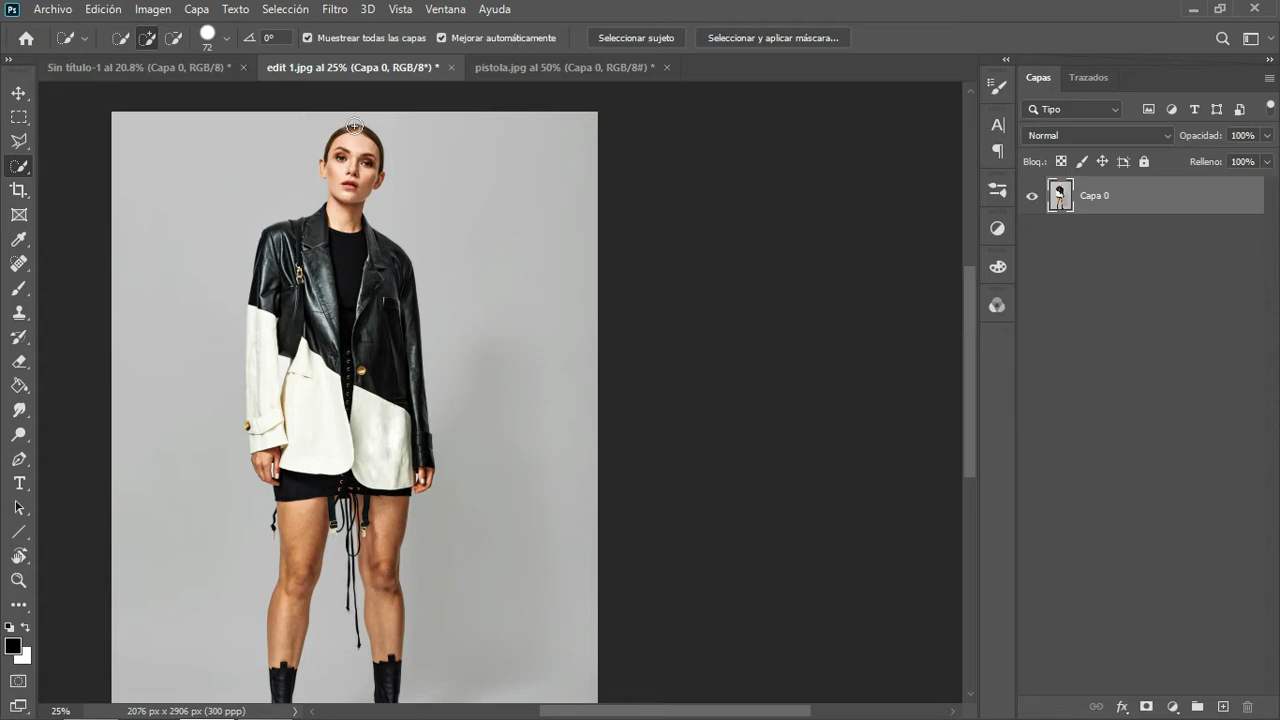 Ps Archivo Edición Imagen Capa Texto Selección Filtro 3D Vista Ventana Ayuda
72 0° Muestrear todas las capas Mejorar automáticamente Seleccionar sujeto Seleccionar y aplicar máscara...
Sin título-1 al 20.8% (Capa 0, RGB/8) * × edit 1.jpg al 25% (Capa 0, RGB/8*) * × pistola.jpg al 50% (Capa 0, RGB/8#) * ×
Capas Trazados
Tipo
Normal Opacidad: 100%
Bloq.: Relleno: 100%
Capa 0
25% 2076 px x 2906 px (300 ppp)